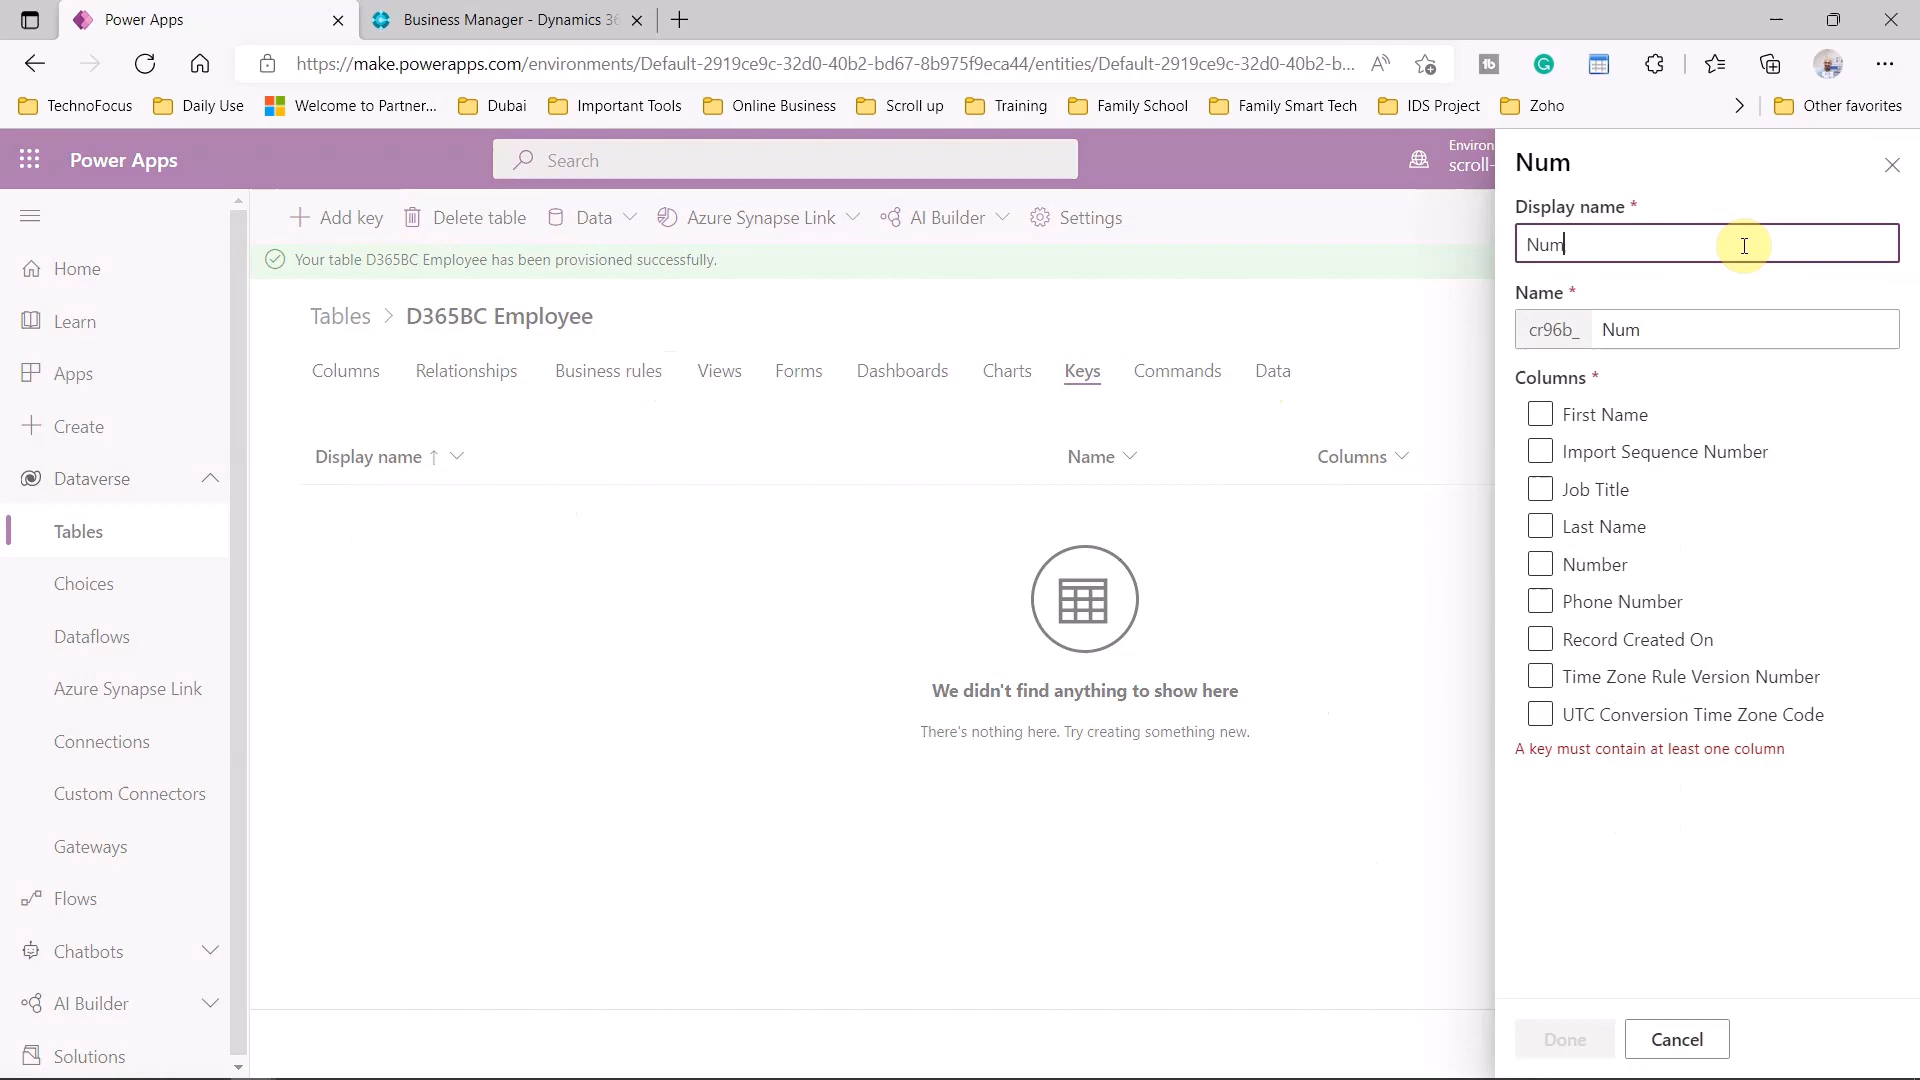 Power Apps
Business Manager - Dynamics 36
https://make.powerapps.com/environments/Default-2919ce9c-32d0-40b2-bd67-8b975f9eca44/entities/Default-2919ce9c-32d0-40b2-b...
TechnoFocus
Daily Use
Welcome to Partner...
Dubai
Important Tools
Online Business
Scroll up
Training
Family School
Family Smart Tech
IDS Project
Zoho
Other favorites
Power Apps
Search
Environ
scroll-
Add key
Delete table
Data
Azure Synapse Link
AI Builder
Settings
Your table D365BC Employee has been provisioned successfully.
Home
Learn
Apps
Create
Dataverse
Tables
Choices
Dataflows
Azure Synapse Link
Connections
Custom Connectors
Gateways
Flows
Chatbots
AI Builder
Solutions
Tables > D365BC Employee
Columns
Relationships
Business rules
Views
Forms
Dashboards
Charts
Keys
Commands
Data
Display name ↑
Name
Columns
We didn't find anything to show here
There's nothing here. Try creating something new.
Num
Display name *
Num
Name *
cr96b_ Num
Columns *
First Name
Import Sequence Number
Job Title
Last Name
Number
Phone Number
Record Created On
Time Zone Rule Version Number
UTC Conversion Time Zone Code
A key must contain at least one column
Done
Cancel